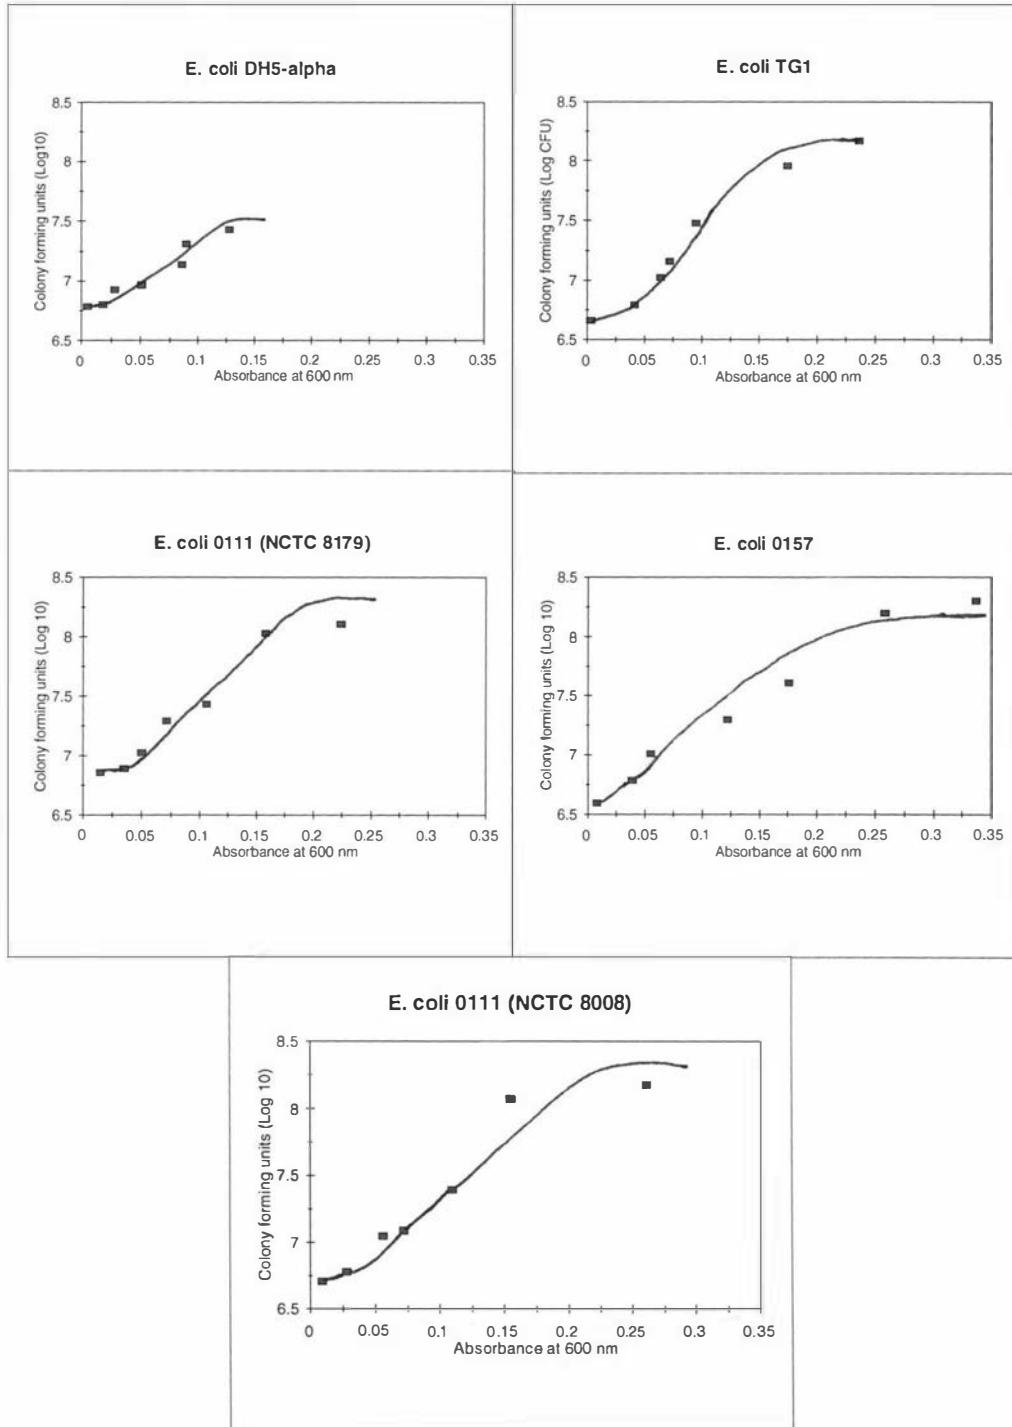 E. coli DH5-alpha
Colony forming units (Log10)
8.5
8
7.5
7
6.5
0 0.05 0.1 0.15 0.2 0.25 0.3 0.35
Absorbance at 600 nm
E. coli TG1
Colony forming units (Log CFU)
8.5
8
7.5
7
6.5
0 0.05 0.1 0.15 0.2 0.25 0.3 0.35
Absorbance at 600 nm
E. coli 0111 (NCTC 8179)
Colony forming units (Log 10)
8.5
8
7.5
7
6.5
0 0.05 0.1 0.15 0.2 0.25 0.3 0.35
Absorbance at 600 nm
E. coli 0157
Colony forming units (Log 10)
8.5
8
7.5
7
6.5
0 0.05 0.1 0.15 0.2 0.25 0.3 0.35
Absorbance at 600 nm
E. coli 0111 (NCTC 8008)
Colony forming units (Log 10)
8.5
8
7.5
7
6.5
0 0.05 0.1 0.15 0.2 0.25 0.3 0.35
Absorbance at 600 nm